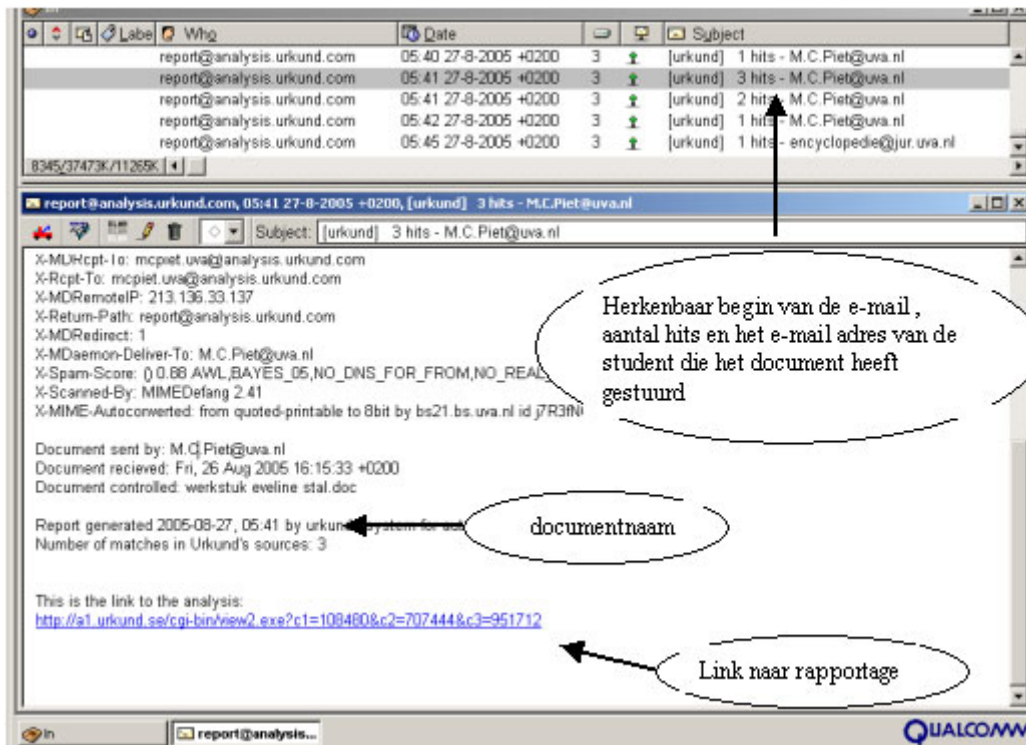 In
Label Who Date Subject
report@analysis.urkund.com 05:40 27-8-2005 +0200 3 [urkund] 1 hits - M.C.Piet@uva.nl
report@analysis.urkund.com 05:41 27-8-2005 +0200 3 [urkund] 3 hits - M.C.Piet@uva.nl
report@analysis.urkund.com 05:41 27-8-2005 +0200 3 [urkund] 2 hits - M.C.Piet@uva.nl
report@analysis.urkund.com 05:42 27-8-2005 +0200 3 [urkund] 1 hits - M.C.Piet@uva.nl
report@analysis.urkund.com 05:45 27-8-2005 +0200 3 [urkund] 1 hits - encyclopedie@jur.uva.nl
8345/37473K/11265K
report@analysis.urkund.com, 05:41 27-8-2005 +0200, [urkund] 3 hits - M.C.Piet@uva.nl
Subject: [urkund] 3 hits - M.C.Piet@uva.nl
X-MDRcpt-To: mcpiet.uva@analysis.urkund.com
X-Rcpt-To: mcpiet.uva@analysis.urkund.com
X-MDRemoteIP: 213.136.33.137
X-Return-Path: report@analysis.urkund.com
X-MDRedirect: 1
X-MDaemon-Deliver-To: M.C.Piet@uva.nl
X-Spam-Score: () 0.88 AWL,BAYES_05,NO_DNS_FOR_FROM,NO_REAL_
X-Scanned-By: MIMEDefang 2.41
X-MIME-Autoconverted: from quoted-printable to 8bit by bs21.bs.uva.nl id
Herkenbaar begin van de e-mail ,
aantal hits en het e-mail adres van de
student die het document heeft
gestuurd
Document sent by: M.C.Piet@uva.nl
Document recieved: Fri, 26 Aug 2005 16:15:33 +0200
Document controlled: werkstuk eveline stal.doc
Report generated 2005-08-27, 05:41 by system for
Number of matches in Urkund's sources: 3
documentnaam
This is the link to the analysis:
http://a1.urkund.se/cgi-bin/view2.exe?c1=108480&c2=707444&c3=951712
Link naar rapportage
In report@analysis... QUALCOMM